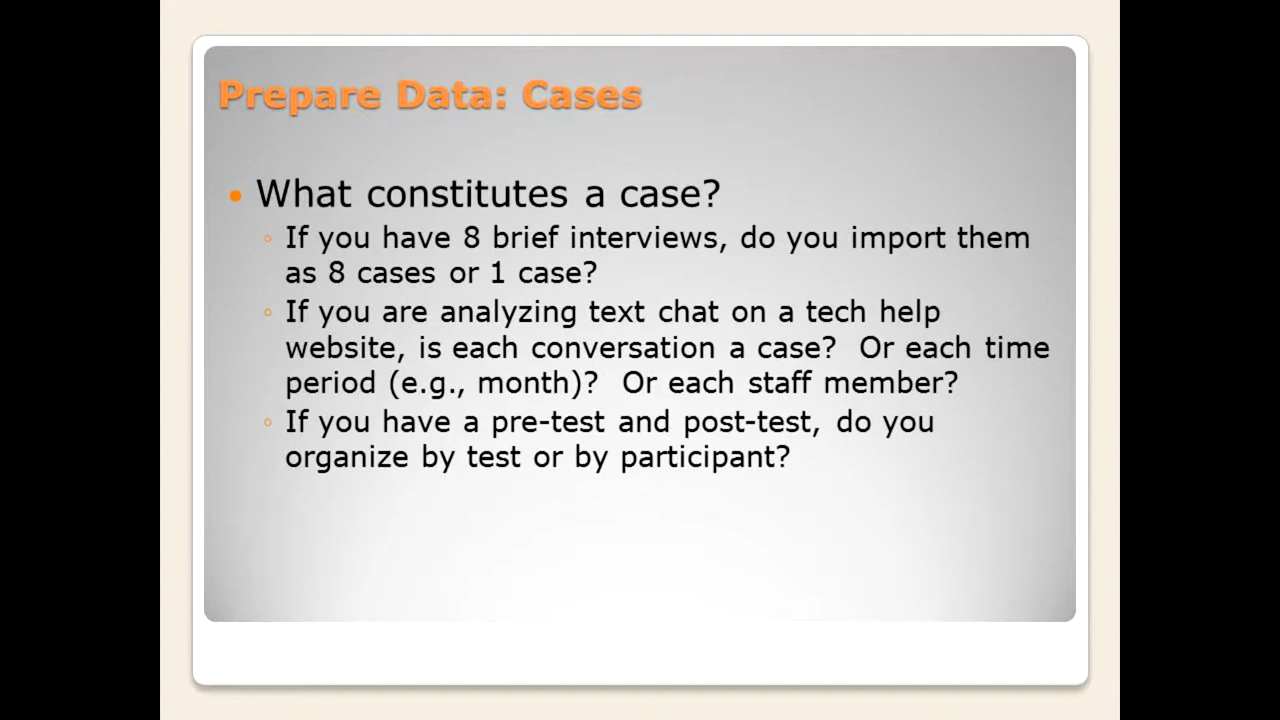 Prepare Data: Cases
What constitutes a case?
If you have 8 brief interviews, do you import them
as 8 cases or 1 case?
If you are analyzing text chat on a tech help
website, is each conversation a case?  Or each time
period (e.g., month)?  Or each staff member?
If you have a pre-test and post-test, do you
organize by test or by participant?